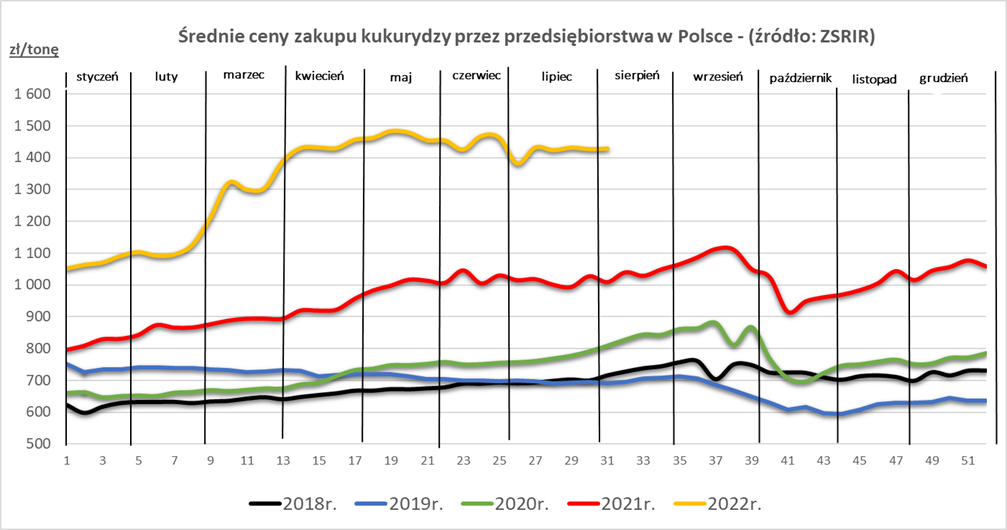 Średnie ceny zakupu kukurydzy przez przedsiębiorstwa w Polsce - (źródło: ZSRIR)
zł/tonę
styczeń luty marzec kwiecień maj czerwiec lipiec sierpień wrzesień październik listopad grudzień
1 600
1 500
1 400
1 300
1 200
1 100
1 000
900
800
700
600
500
1 3 5 7 9 11 13 15 17 19 21 23 25 27 29 31 33 35 37 39 41 43 45 47 49 51
2018r. 2019r. 2020r. 2021r. 2022r.